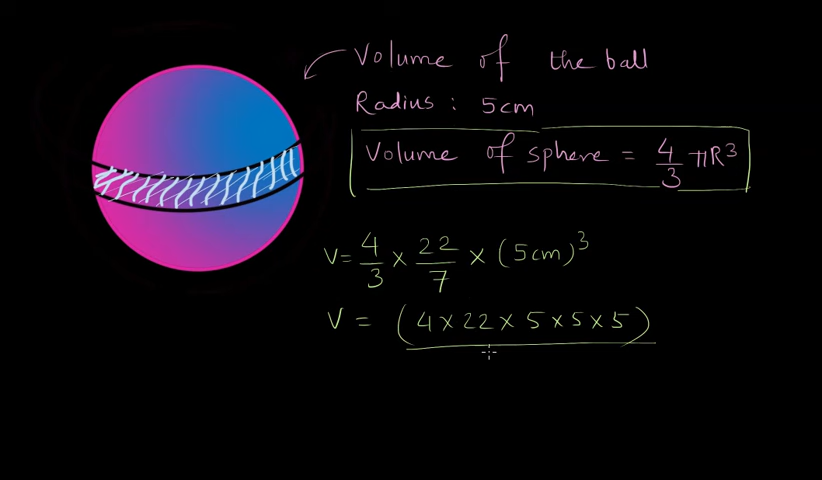 Volume of the ball
Radius : 5cm
Volume of sphere = 4/3 πR³
V = 4/3 × 22/7 × (5cm)³
V = (4 × 22 × 5 × 5 × 5)